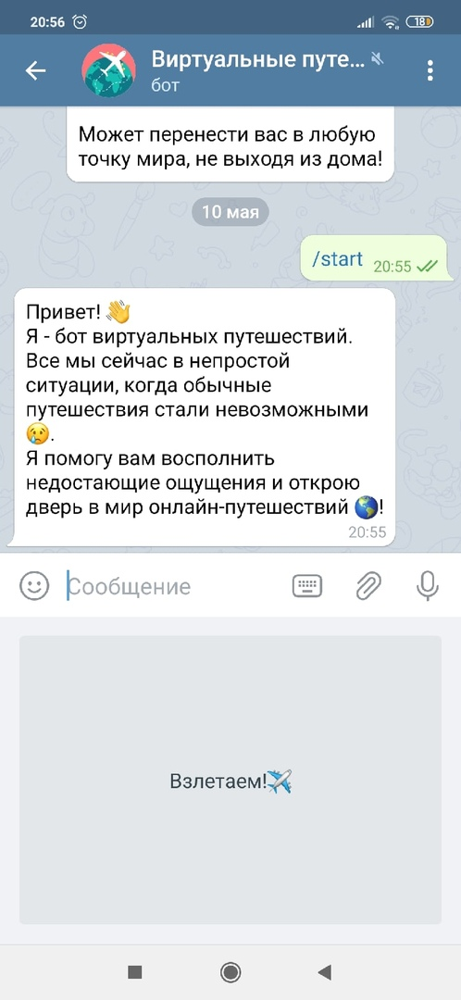 20:56
18
Виртуальные путе...
бот
Может перенести вас в любую
точку мира, не выходя из дома!
10 мая
/start 20:55
Привет! 👋
Я - бот виртуальных путешествий.
Все мы сейчас в непростой
ситуации, когда обычные
путешествия стали невозможными
😢.
Я помогу вам восполнить
недостающие ощущения и открою
дверь в мир онлайн-путешествий 🌎!
20:55
Сообщение
Взлетаем!✈️